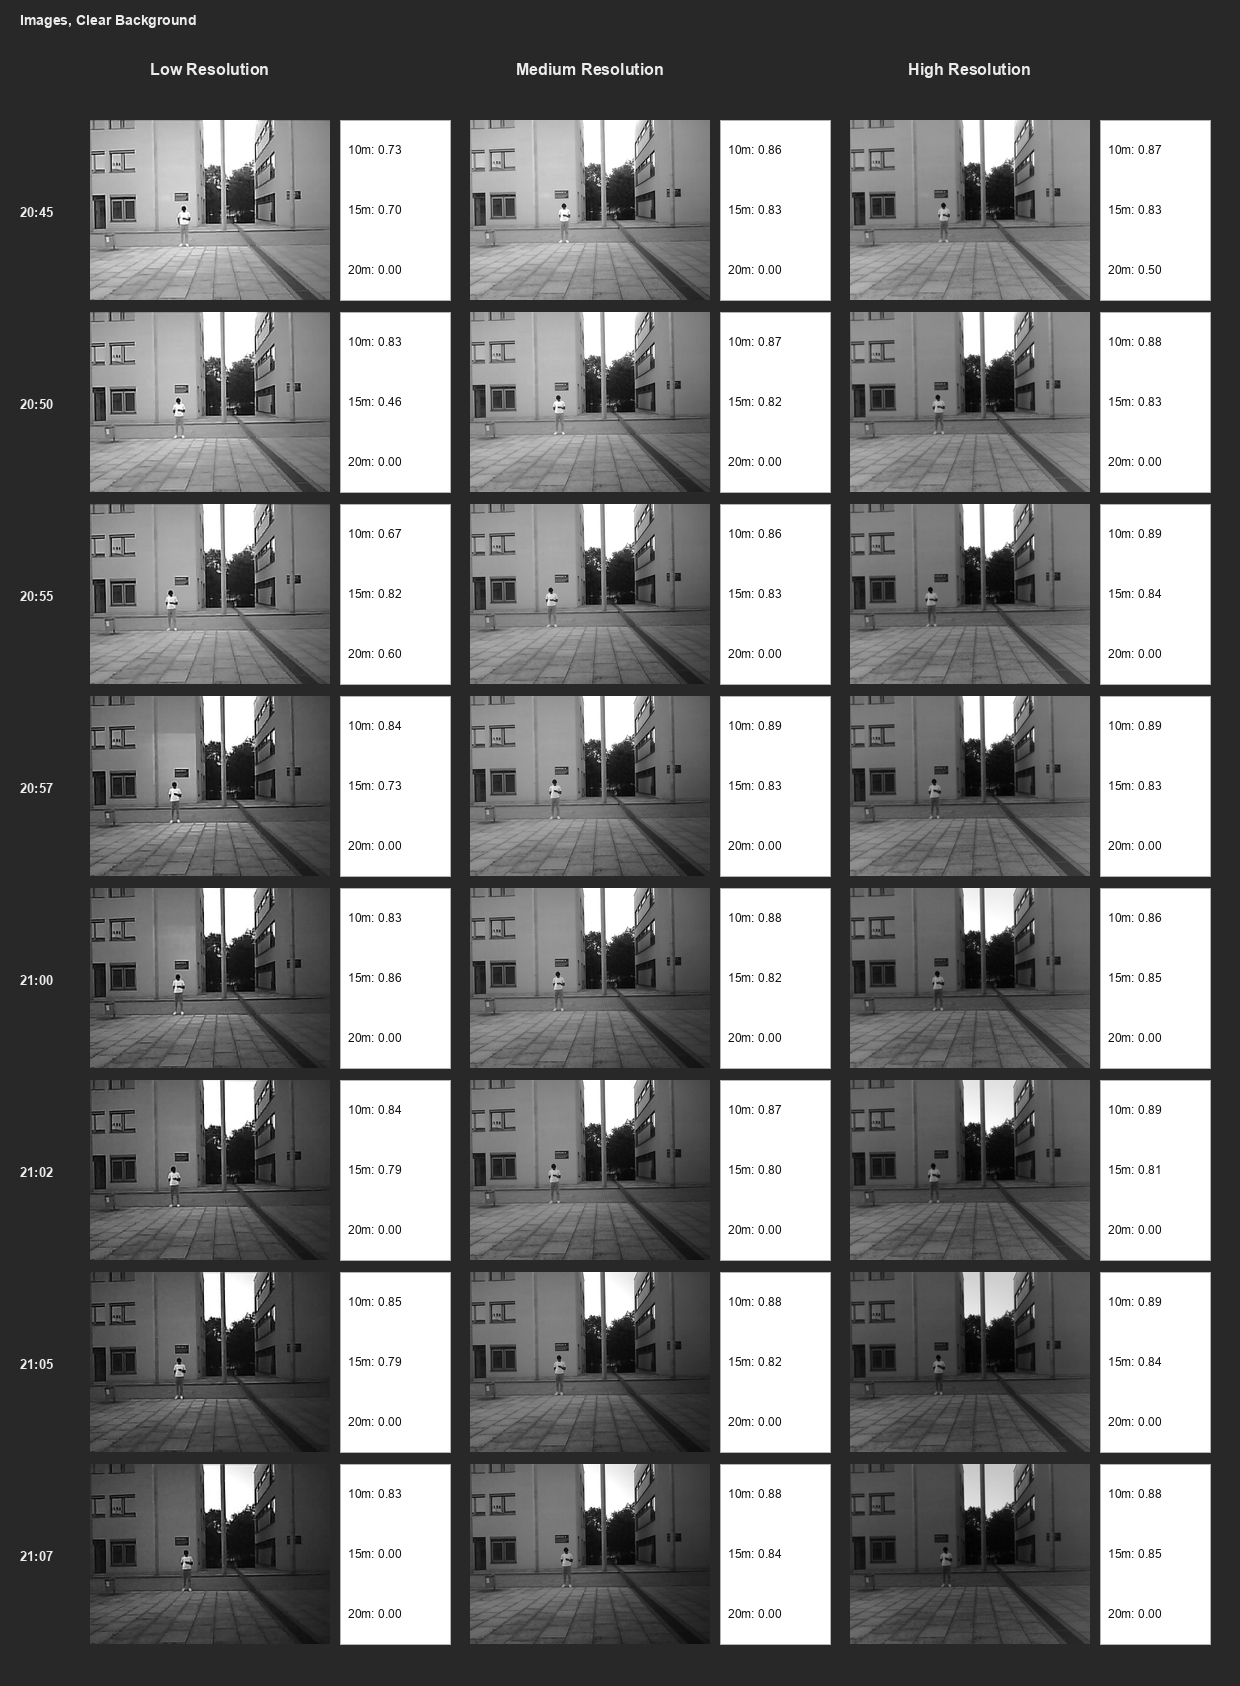 Images, Clear Background
Low Resolution
Medium Resolution
High Resolution
20:45
10m: 0.73
15m: 0.70
20m: 0.00
10m: 0.86
15m: 0.83
20m: 0.00
10m: 0.87
15m: 0.83
20m: 0.50
20:50
10m: 0.83
15m: 0.46
20m: 0.00
10m: 0.87
15m: 0.82
20m: 0.00
10m: 0.88
15m: 0.83
20m: 0.00
20:55
10m: 0.67
15m: 0.82
20m: 0.60
10m: 0.86
15m: 0.83
20m: 0.00
10m: 0.89
15m: 0.84
20m: 0.00
20:57
10m: 0.84
15m: 0.73
20m: 0.00
10m: 0.89
15m: 0.83
20m: 0.00
10m: 0.89
15m: 0.83
20m: 0.00
21:00
10m: 0.83
15m: 0.86
20m: 0.00
10m: 0.88
15m: 0.82
20m: 0.00
10m: 0.86
15m: 0.85
20m: 0.00
21:02
10m: 0.84
15m: 0.79
20m: 0.00
10m: 0.87
15m: 0.80
20m: 0.00
10m: 0.89
15m: 0.81
20m: 0.00
21:05
10m: 0.85
15m: 0.79
20m: 0.00
10m: 0.88
15m: 0.82
20m: 0.00
10m: 0.89
15m: 0.84
20m: 0.00
21:07
10m: 0.83
15m: 0.00
20m: 0.00
10m: 0.88
15m: 0.84
20m: 0.00
10m: 0.88
15m: 0.85
20m: 0.00